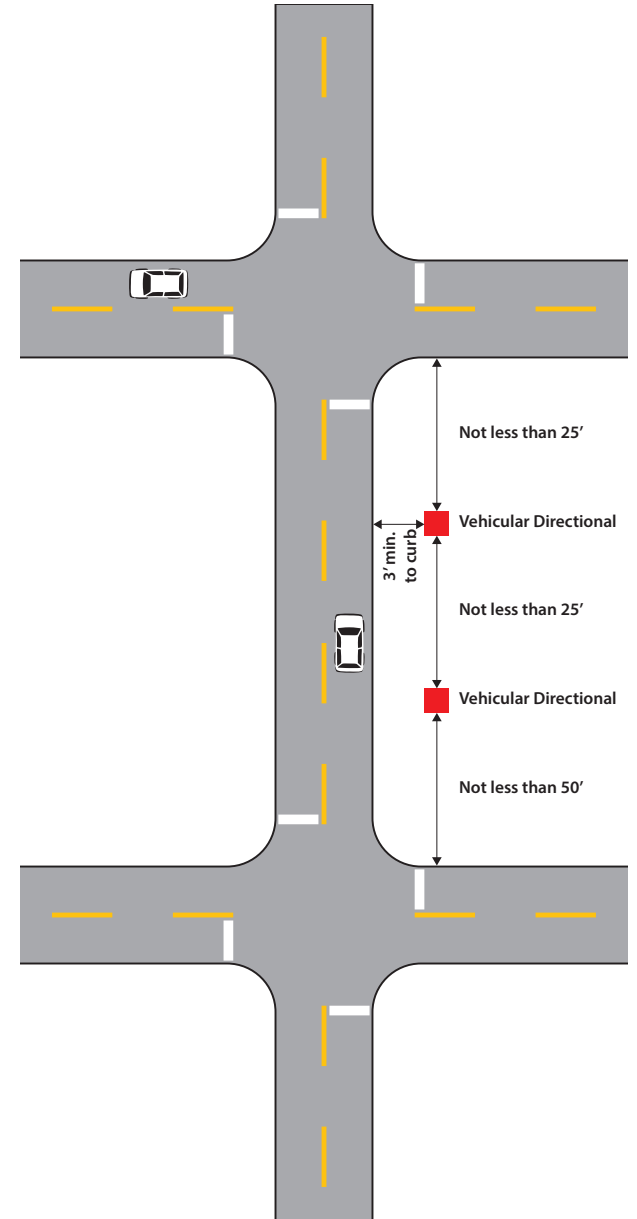 Not less than 25’
Vehicular Directional
3’ min.
to curb
Not less than 25’
Vehicular Directional
Not less than 50’